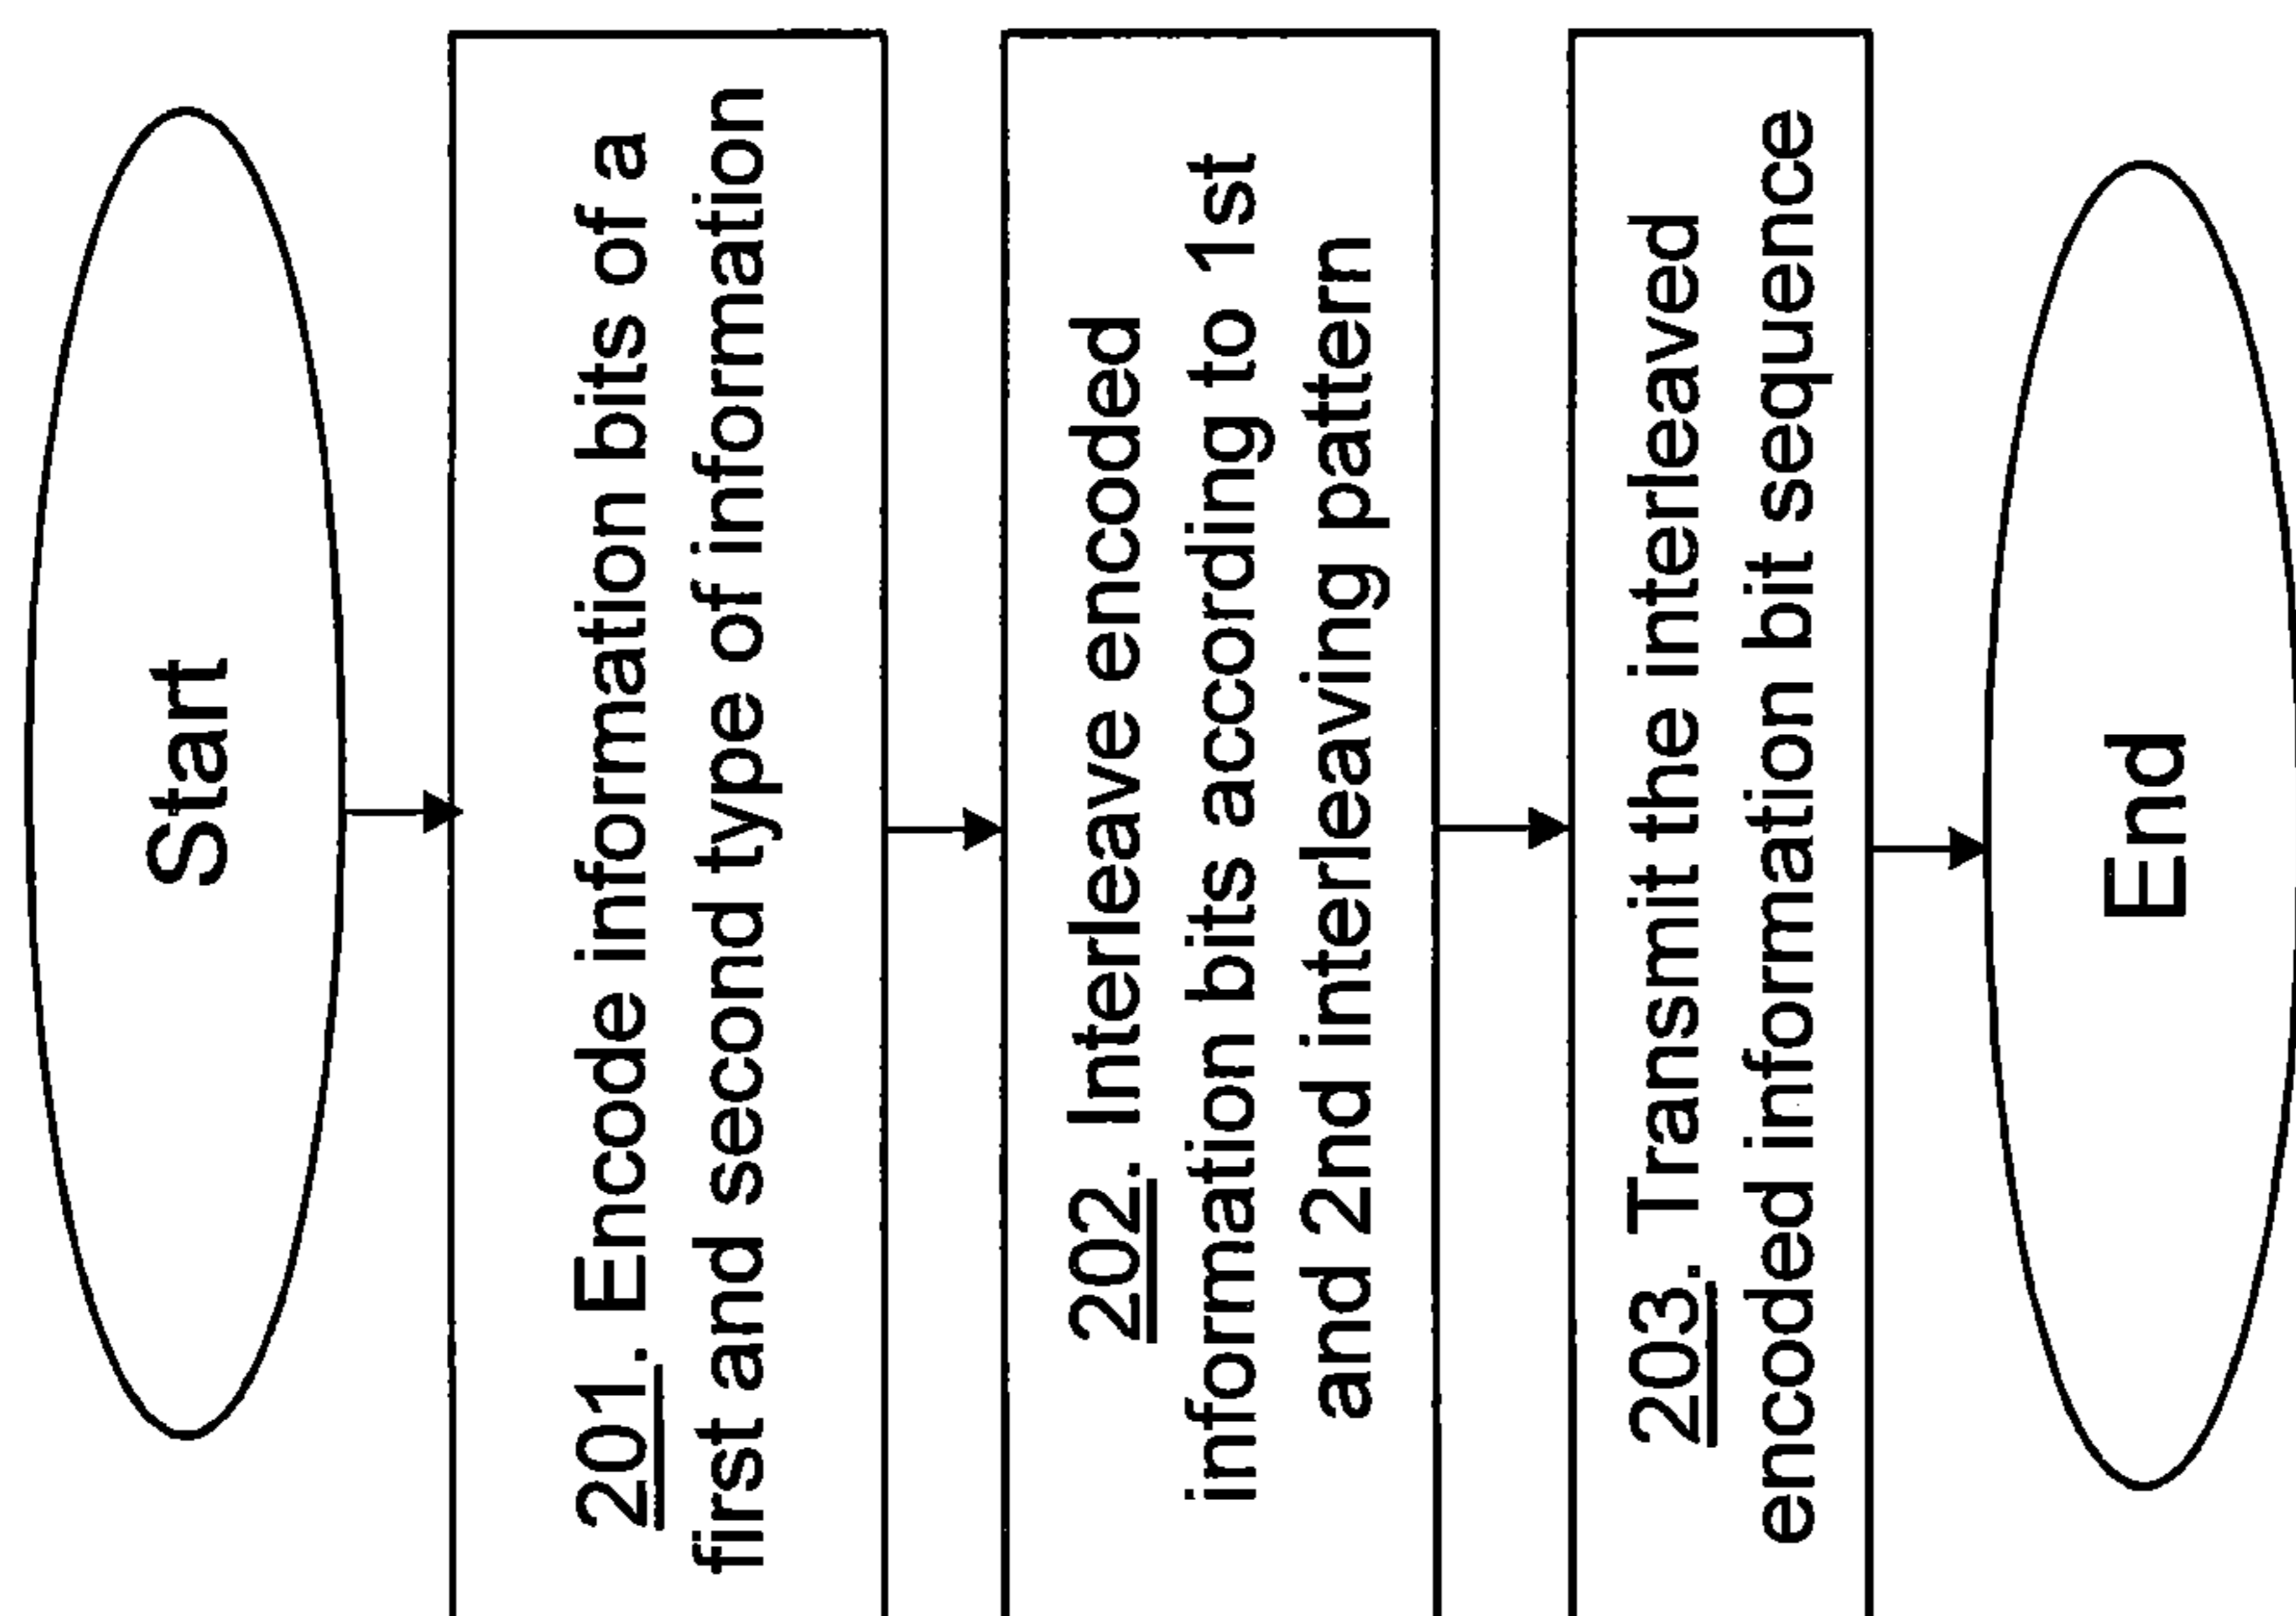 Start
201. Encode information bits of a
first and second type of information
202. Interleave encoded
information bits according to 1st
and 2nd interleaving pattern
203. Transmit the interleaved
encoded information bit sequence
End